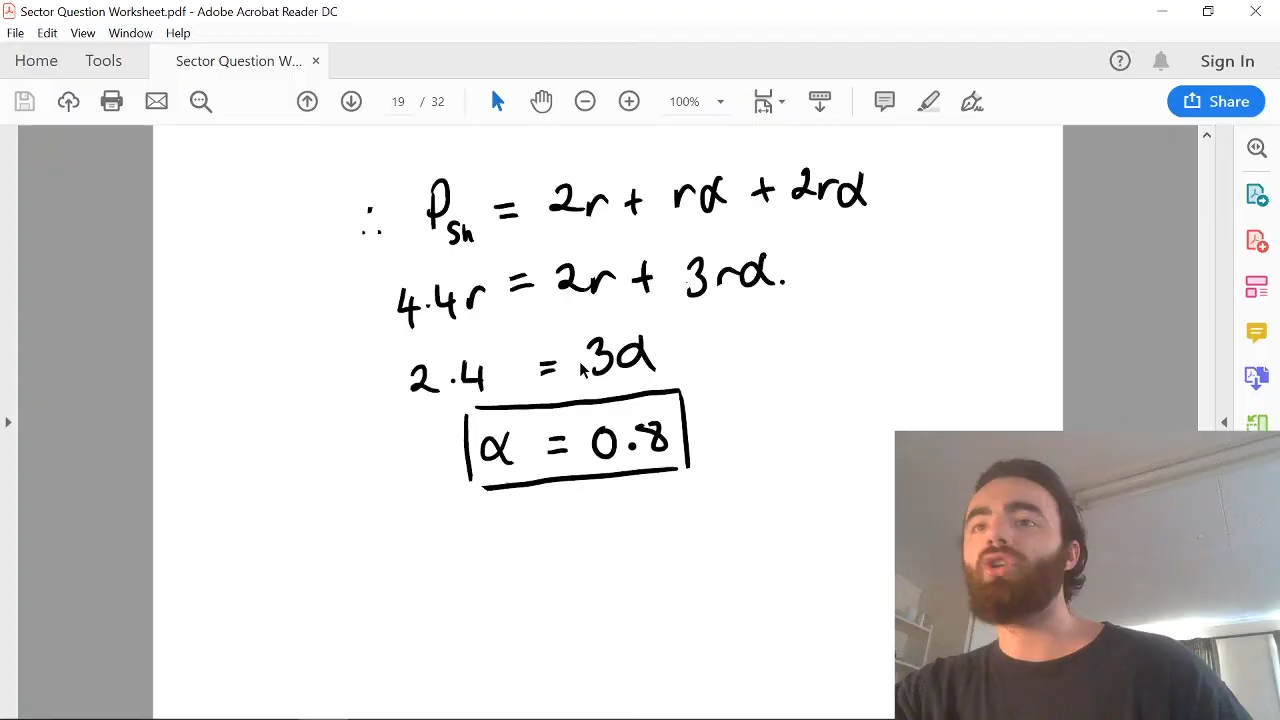 Sector Question Worksheet.pdf - Adobe Acrobat Reader DC
File Edit View Window Help
Home Tools Sector Question W... × Sign In
19 / 32 100% Share
∴ Psh = 2r + rα + 2rα
4.4r = 2r + 3rα.
2.4 = 3α
α = 0.8